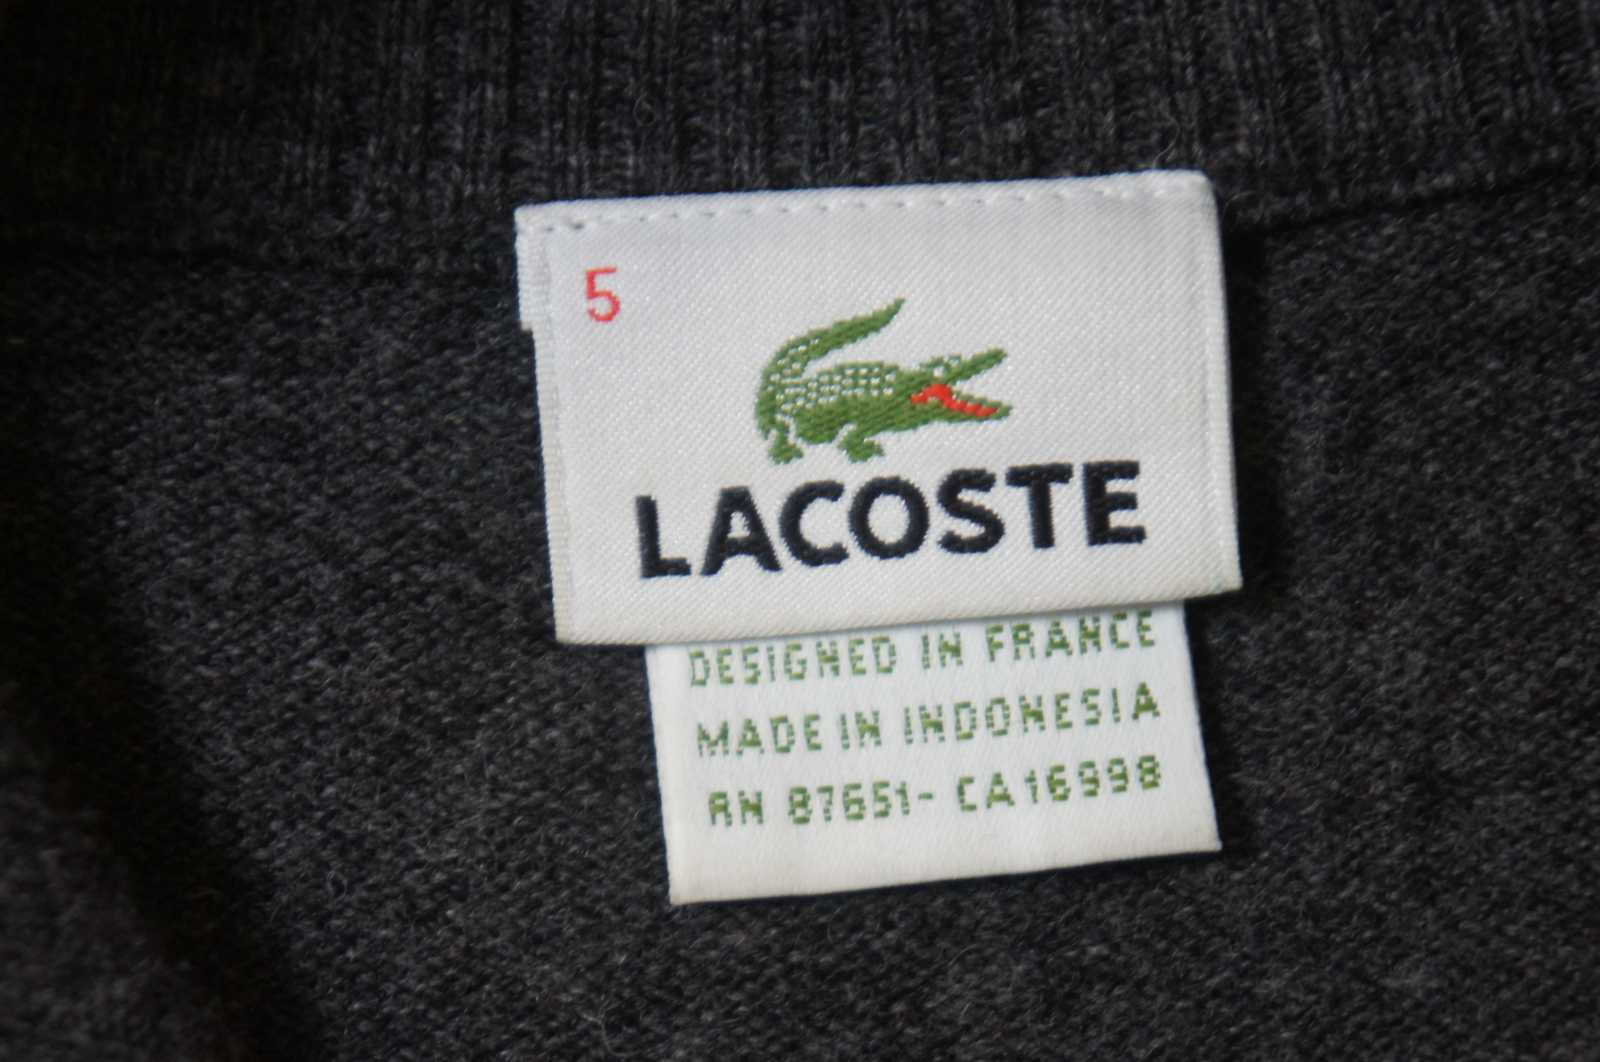 5
LACOSTE
DESIGNED IN FRANCE
MADE IN INDONESIA
RN 87651- CA16998